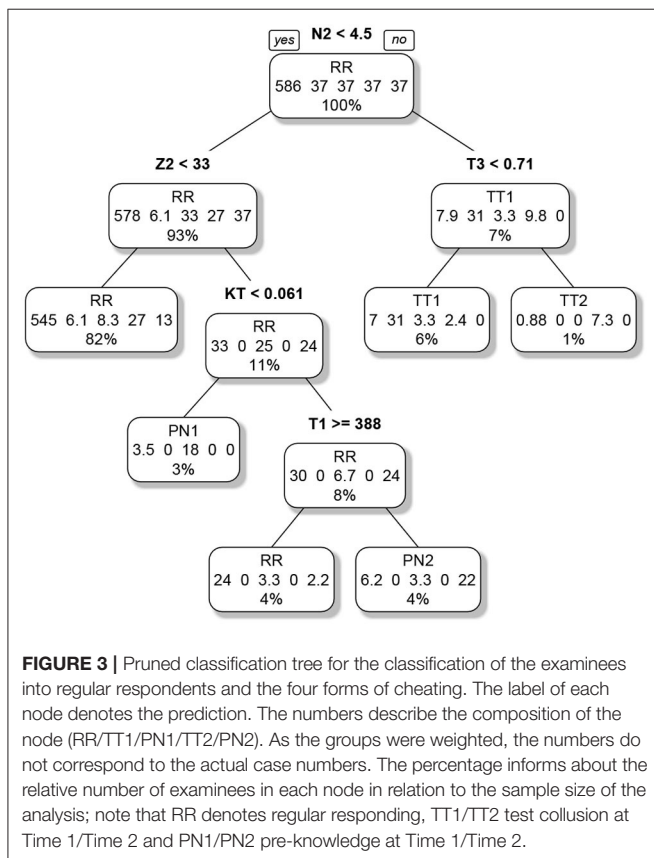 N2 < 4.5
yes no
RR
586 37 37 37 37
100%
Z2 < 33
T3 < 0.71
RR
578 6.1 33 27 37
93%
TT1
7.9 31 3.3 9.8 0
7%
RR
545 6.1 8.3 27 13
82%
KT < 0.061
RR
33 0 25 0 24
11%
TT1
7 31 3.3 2.4 0
6%
TT2
0.88 0 0 7.3 0
1%
PN1
3.5 0 18 0 0
3%
T1 >= 388
RR
30 0 6.7 0 24
8%
RR
24 0 3.3 0 2.2
4%
PN2
6.2 0 3.3 0 22
4%
FIGURE 3 | Pruned classification tree for the classification of the examinees
into regular respondents and the four forms of cheating. The label of each
node denotes the prediction. The numbers describe the composition of the
node (RR/TT1/PN1/TT2/PN2). As the groups were weighted, the numbers do
not correspond to the actual case numbers. The percentage informs about the
relative number of examinees in each node in relation to the sample size of the
analysis; note that RR denotes regular responding, TT1/TT2 test collusion at
Time 1/Time 2 and PN1/PN2 pre-knowledge at Time 1/Time 2.